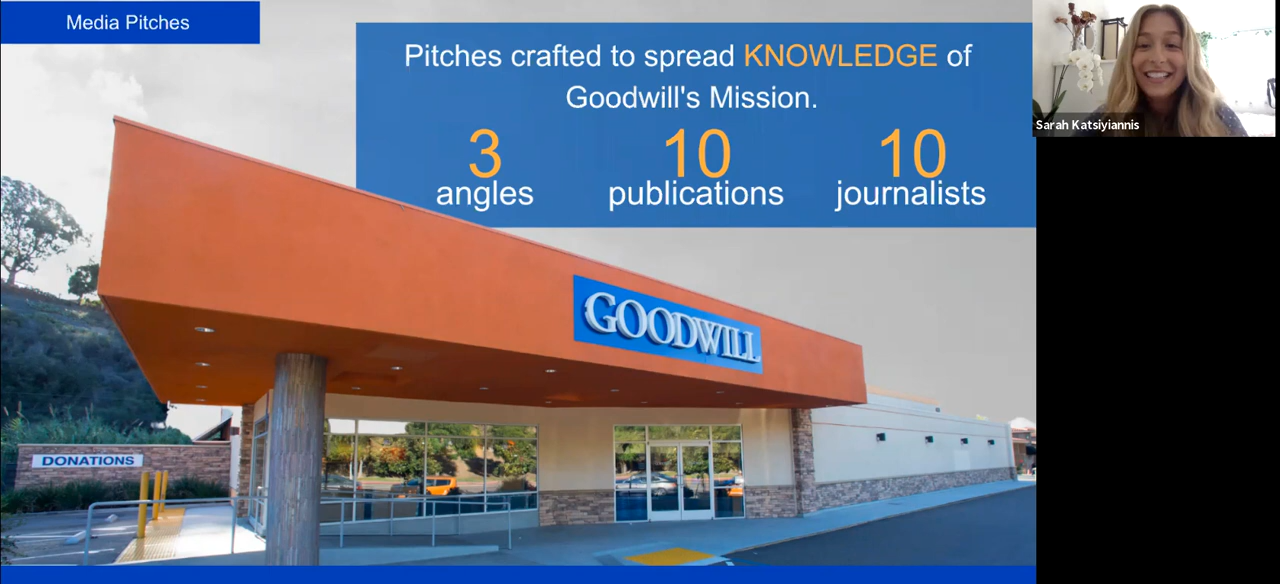 Media Pitches
Pitches crafted to spread KNOWLEDGE of
Goodwill's Mission.
3 10 10
angles publications journalists
Sarah Katsiyiannis
GOODWILL
DONATIONS